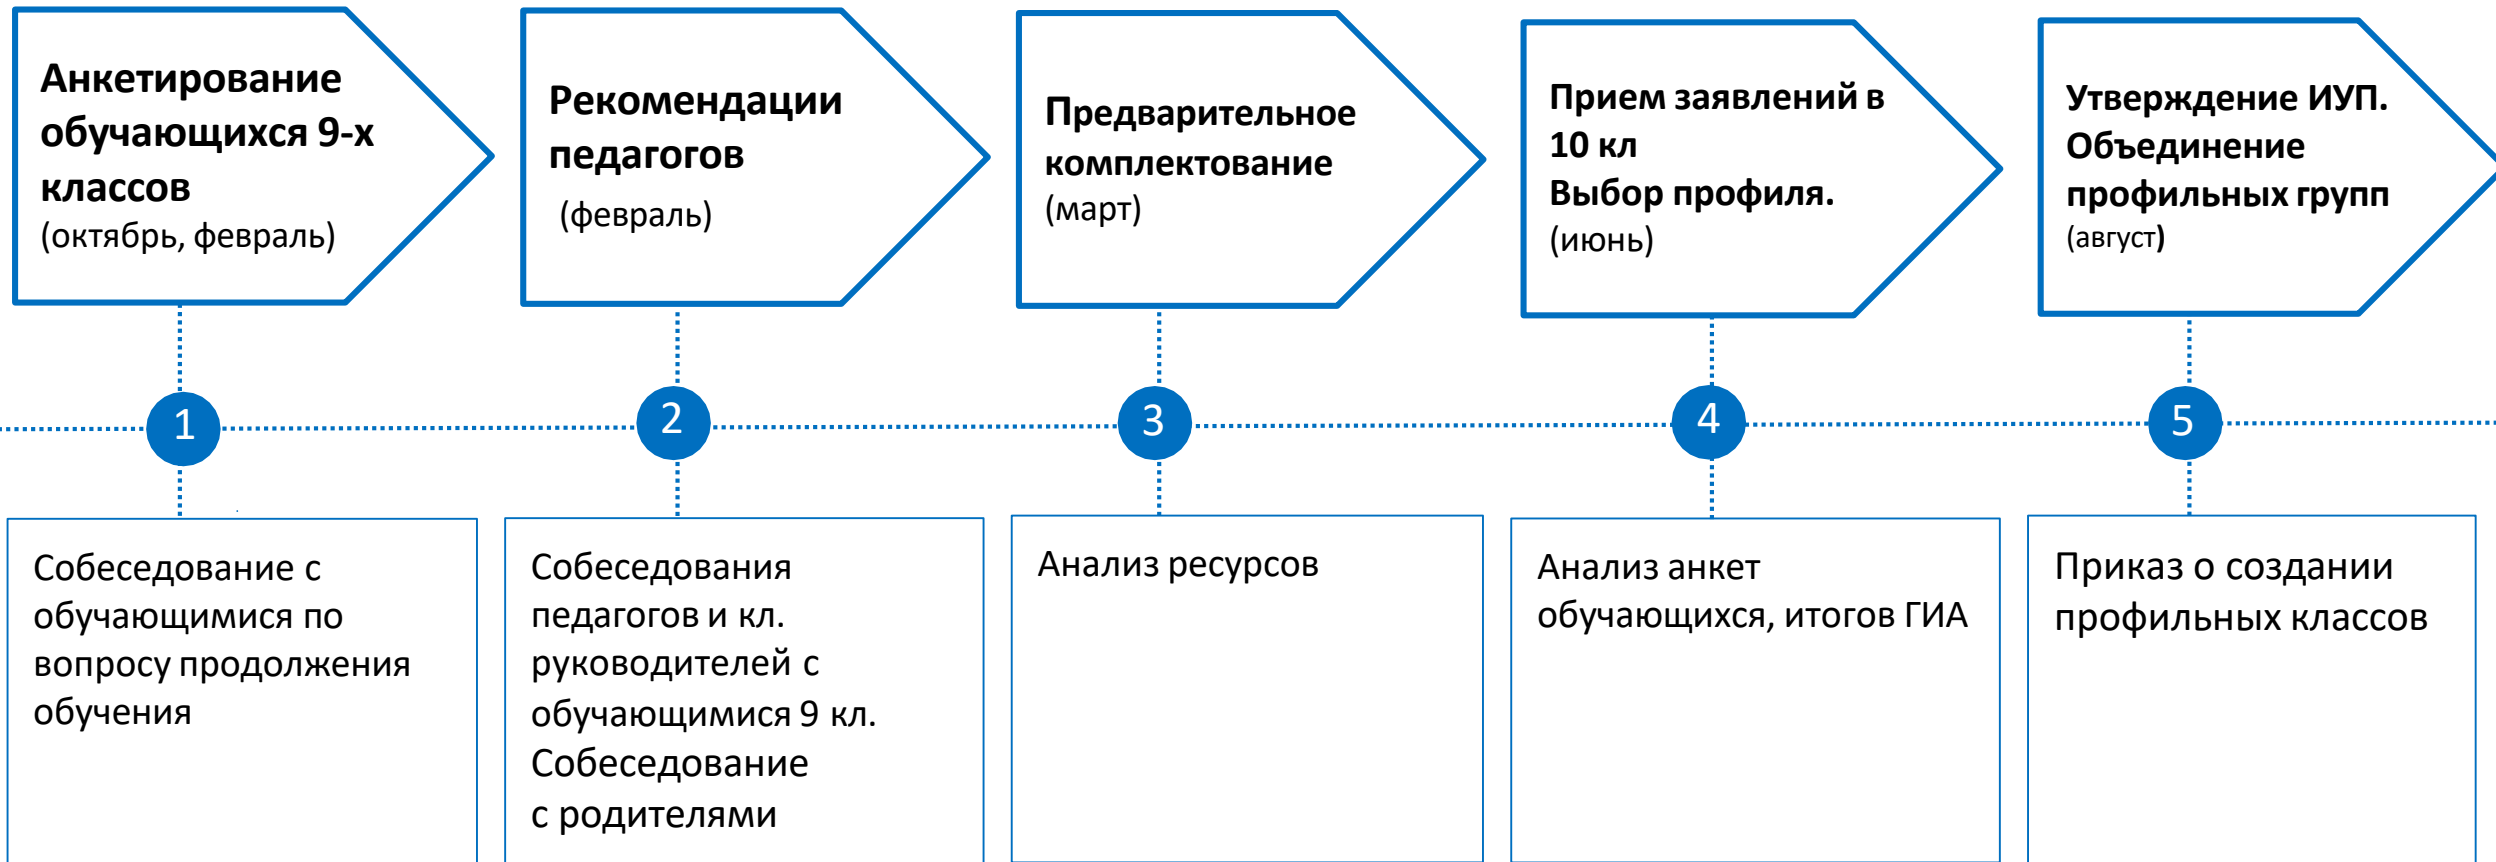 Анкетирование
обучающихся 9-х
классов
(октябрь, февраль)
Рекомендации
педагогов
(февраль)
Предварительное
комплектование
(март)
Прием заявлений в
10 кл
Выбор профиля.
(июнь)
Утверждение ИУП.
Объединение
профильных групп
(август)
1
2
3
4
5
Собеседование с
обучающимися по
вопросу продолжения
обучения
Собеседования
педагогов и кл.
руководителей с
обучающимися 9 кл.
Собеседование
с родителями
Анализ ресурсов
Анализ анкет
обучающихся, итогов ГИА
Приказ о создании
профильных классов